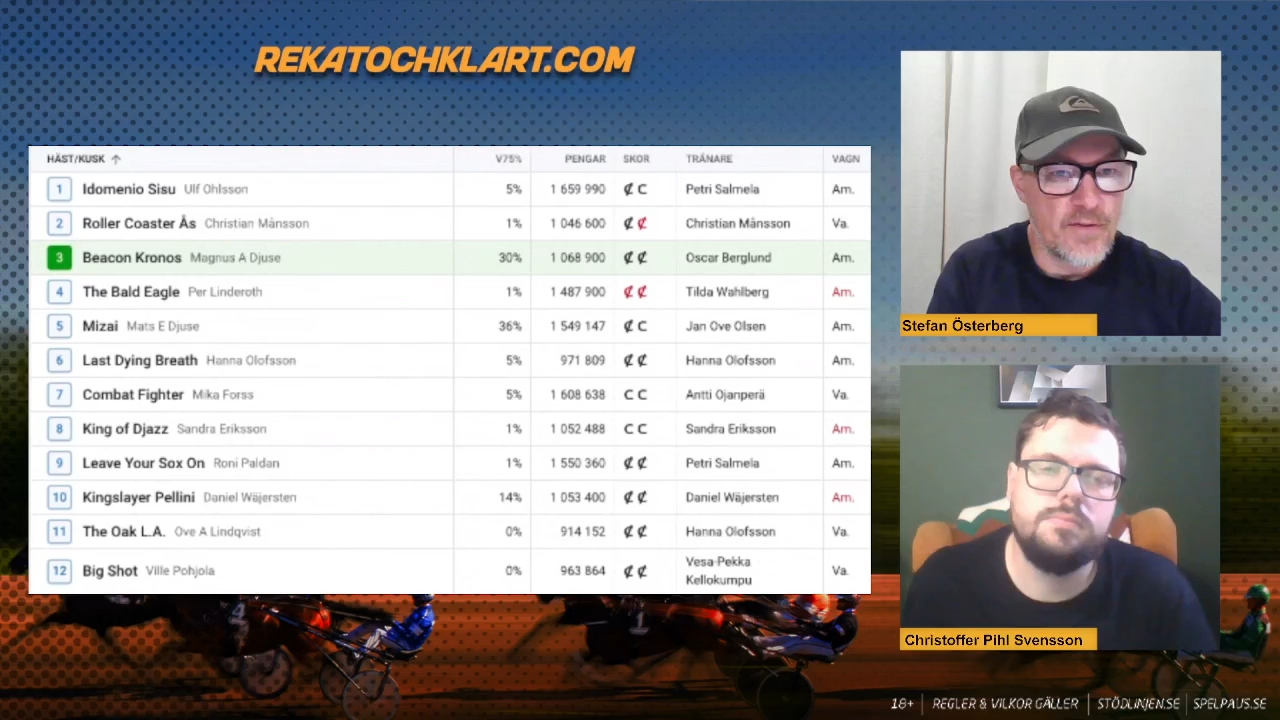 REKATOCHKLART.COM
HÄST/KUSK ↑ V75% PENGAR SKOR TRÄNARE VAGN
1 Idomenio Sisu Ulf Ohlsson 5% 1 659 990 ₡ C Petri Salmela Am.
2 Roller Coaster Ås Christian Månsson 1% 1 046 600 ₡ ₡ Christian Månsson Va.
3 Beacon Kronos Magnus A Djuse 30% 1 068 900 ₡ ₡ Oscar Berglund Am.
4 The Bald Eagle Per Linderoth 1% 1 487 900 ₡ ₡ Tilda Wahlberg Am.
5 Mizai Mats E Djuse 36% 1 549 147 ₡ C Jan Ove Olsen Am.
6 Last Dying Breath Hanna Olofsson 5% 971 809 ₡ ₡ Hanna Olofsson Am.
7 Combat Fighter Mika Forss 5% 1 608 638 C C Antti Ojanperä Va.
8 King of Djazz Sandra Eriksson 1% 1 052 488 C C Sandra Eriksson Am.
9 Leave Your Sox On Roni Paldan 1% 1 550 360 ₡ ₡ Petri Salmela Am.
10 Kingslayer Pellini Daniel Wäjersten 14% 1 053 400 ₡ ₡ Daniel Wäjersten Am.
11 The Oak L.A. Ove A Lindqvist 0% 914 152 ₡ ₡ Hanna Olofsson Va.
12 Big Shot Ville Pohjola 0% 963 864 ₡ ₡ Vesa-Pekka Kellokumpu Va.
Stefan Österberg
Christoffer Pihl Svensson
4
1
18+ | REGLER & VILKOR GÄLLER | STÖDLINJEN.SE | SPELPAUS.SE